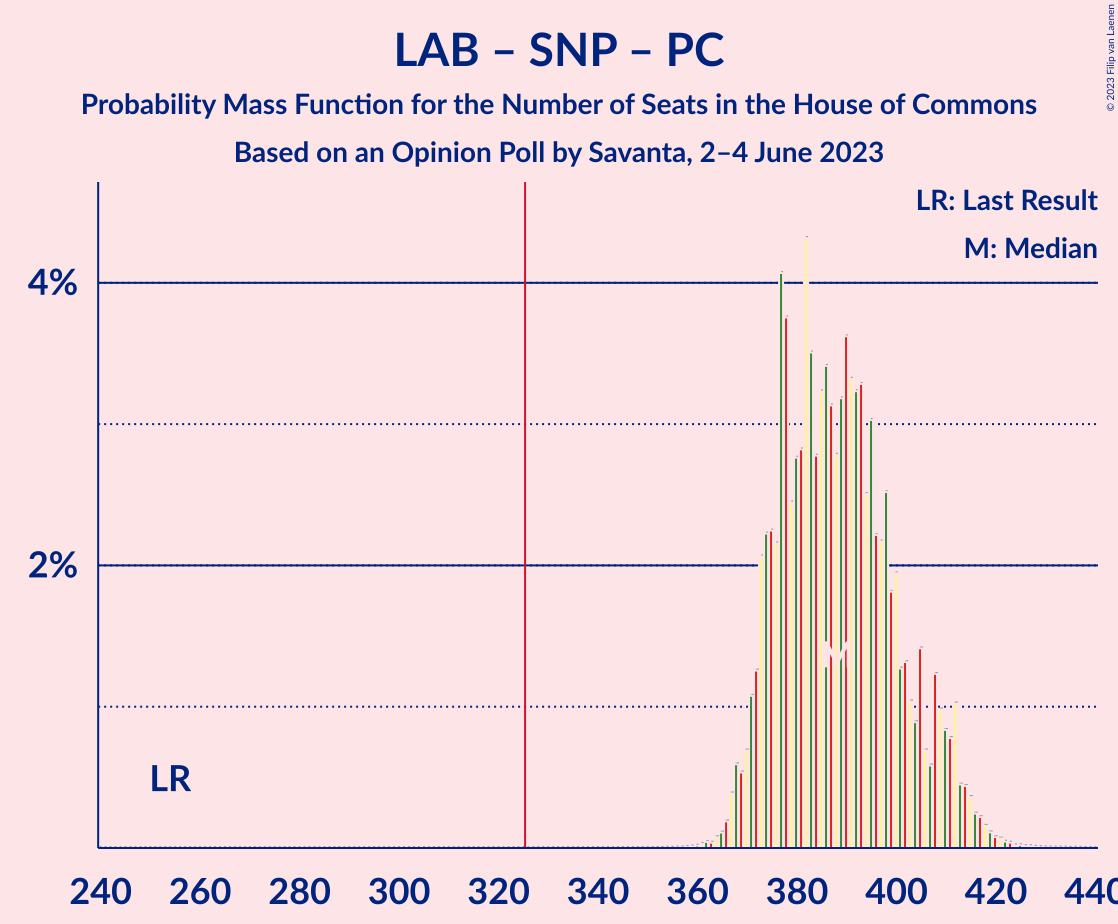 LAB – SNP – PC
Probability Mass Function for the Number of Seats in the House of Commons
Based on an Opinion Poll by Savanta, 2–4 June 2023
© 2023 Filip van Laenen
LR: Last Result
M: Median
4%
2%
M
LR
240 260 280 300 320 340 360 380 400 420 440